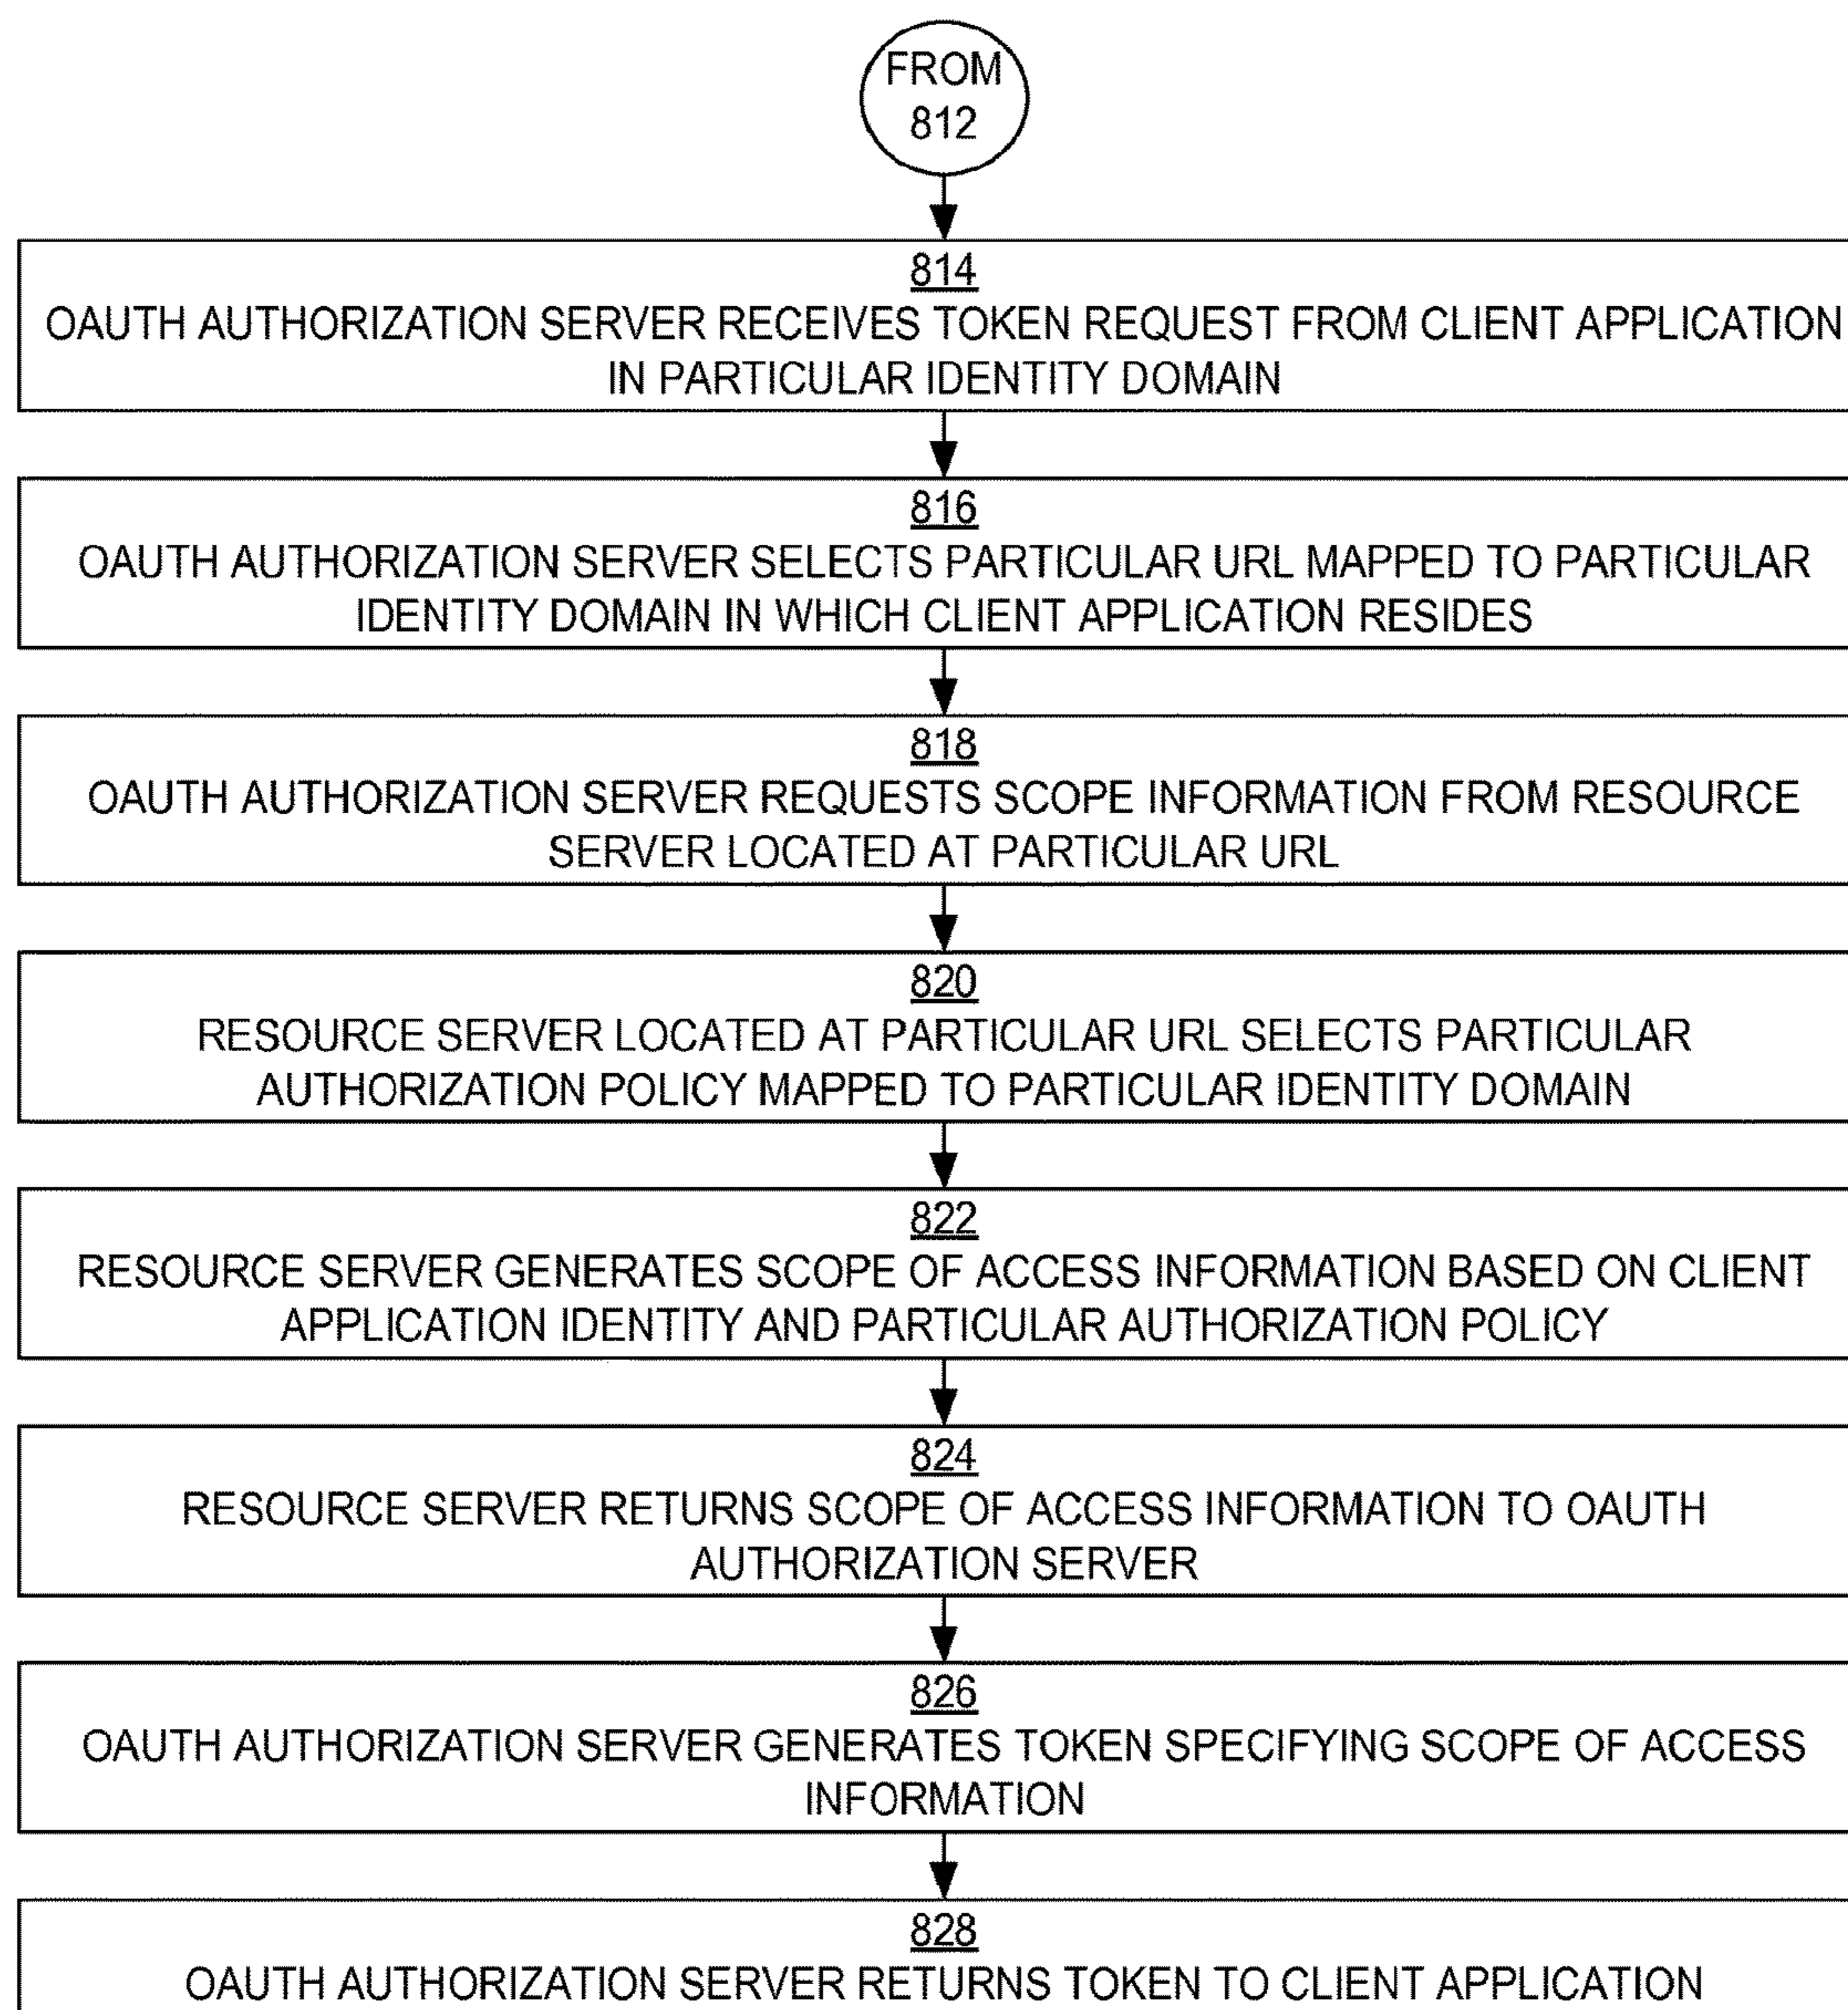 FROM
812
814
OAUTH AUTHORIZATION SERVER RECEIVES TOKEN REQUEST FROM CLIENT APPLICATION
IN PARTICULAR IDENTITY DOMAIN
816
OAUTH AUTHORIZATION SERVER SELECTS PARTICULAR URL MAPPED TO PARTICULAR
IDENTITY DOMAIN IN WHICH CLIENT APPLICATION RESIDES
818
OAUTH AUTHORIZATION SERVER REQUESTS SCOPE INFORMATION FROM RESOURCE
SERVER LOCATED AT PARTICULAR URL
820
RESOURCE SERVER LOCATED AT PARTICULAR URL SELECTS PARTICULAR
AUTHORIZATION POLICY MAPPED TO PARTICULAR IDENTITY DOMAIN
822
RESOURCE SERVER GENERATES SCOPE OF ACCESS INFORMATION BASED ON CLIENT
APPLICATION IDENTITY AND PARTICULAR AUTHORIZATION POLICY
824
RESOURCE SERVER RETURNS SCOPE OF ACCESS INFORMATION TO OAUTH
AUTHORIZATION SERVER
826
OAUTH AUTHORIZATION SERVER GENERATES TOKEN SPECIFYING SCOPE OF ACCESS
INFORMATION
828
OAUTH AUTHORIZATION SERVER RETURNS TOKEN TO CLIENT APPLICATION